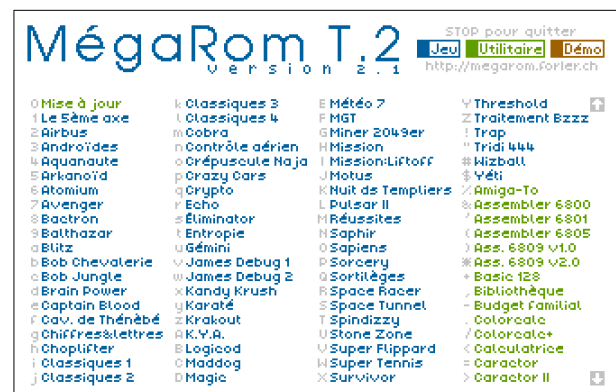 MégaRom T.2
version 2.1
STOP pour quitter
Jeu Utilitaire Démo
http://megarom.forler.ch
0 Mise à jour
1 Le 5ème axe
2 Airbus
3 Androïdes
4 Aquanaute
5 Arkanoïd
6 Atomium
7 Avenger
8 Bactron
9 Balthazar
a Blitz
b Bob Chevalerie
c Bob Jungle
d Brain Power
e Captain Blood
f Cav. de Thénèbé
g Chiffres&lettres
h Choplifter
i Classiques 1
j Classiques 2
k Classiques 3
l Classiques 4
m Cobra
n Contrôle aérien
o Crépuscule Naja
p Crazy Cars
q Crypto
r Echo
s Éliminator
t Entropie
u Gémini
v James Debug 1
w James Debug 2
x Kandy Krush
y Karaté
z Krakout
A K.Y.A.
B Logicod
C Maddog
D Magie
E Météo 7
F MGT
G Miner 2049er
H Mission
I Mission:Liftoff
J Motus
K Nuit ds Templiers
L Pulsar II
M Réussites
N Saphir
O Sapiens
P Sorcery
Q Sortilèges
R Space Racer
S Space Tunnel
T Spindizzy
U Stone Zone
V Super Flippard
W Super Tennis
X Survivor
Y Threshold
Z Traitement Bzzz
! Trap
" Tridi 444
# Wizball
$ Yéti
% Amiga-To
& Assembler 6800
' Assembler 6801
( Assembler 6805
) Ass. 6809 v1.0
* Ass. 6809 v2.0
+ Basic 128
, Bibliothèque
- Budget familial
. Colorcalc
/ Colorcalc+
< Calculatrice
= Caractor
> Caractor II